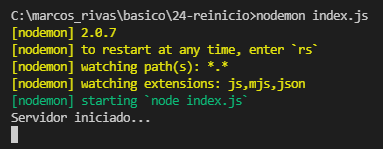 C:\marcos_rivas\basico\24-reinicio>nodemon index.js
[nodemon] 2.0.7
[nodemon] to restart at any time, enter `rs`
[nodemon] watching path(s): *.*
[nodemon] watching extensions: js,mjs,json
[nodemon] starting `node index.js`
Servidor iniciado...